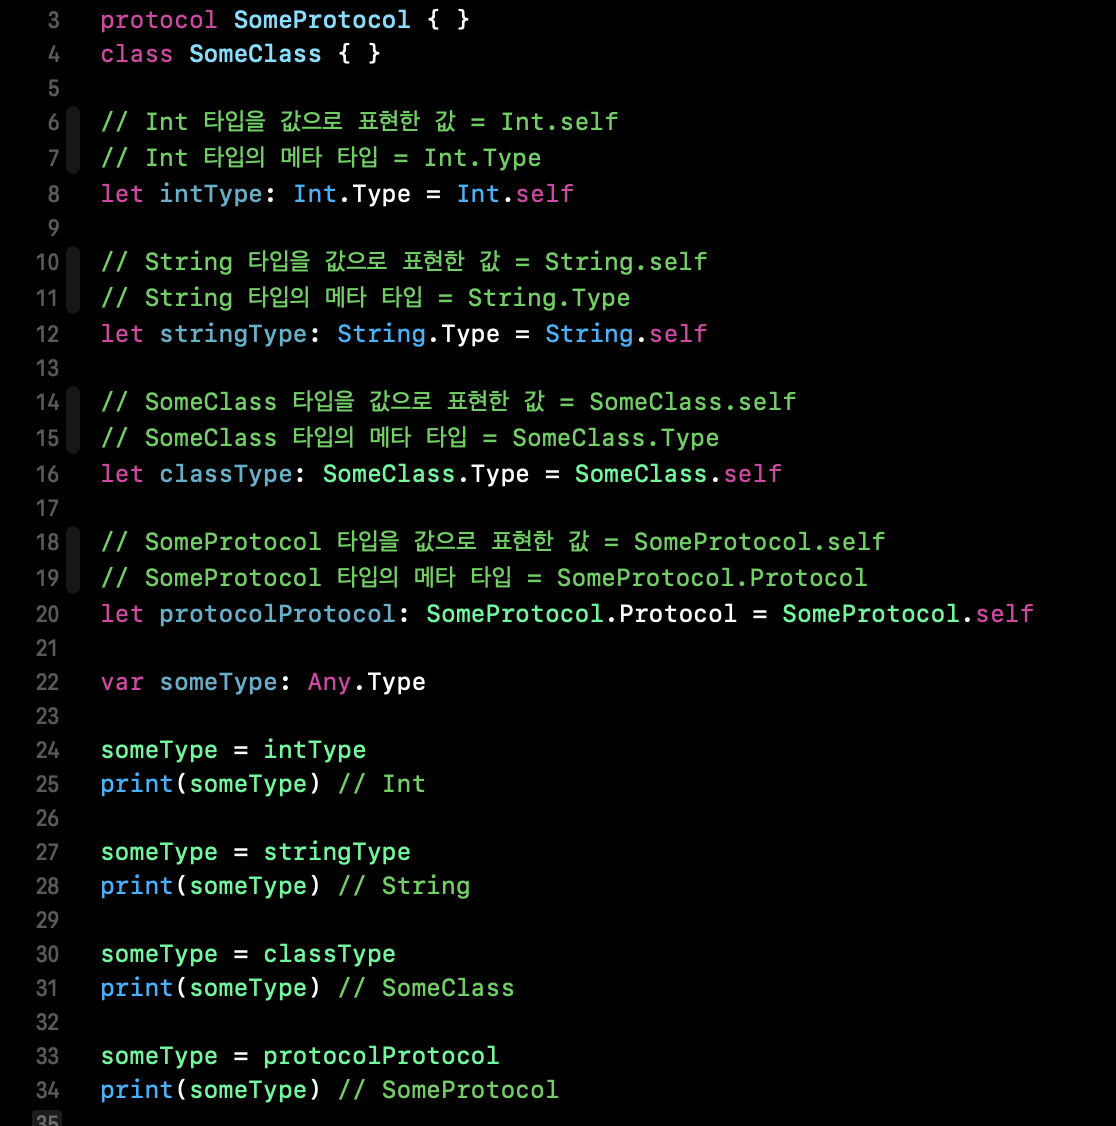 3 protocol SomeProtocol { }
4 class SomeClass { }
5
6 // Int 타입을 값으로 표현한 값 = Int.self
7 // Int 타입의 메타 타입 = Int.Type
8 let intType: Int.Type = Int.self
9
10 // String 타입을 값으로 표현한 값 = String.self
11 // String 타입의 메타 타입 = String.Type
12 let stringType: String.Type = String.self
13
14 // SomeClass 타입을 값으로 표현한 값 = SomeClass.self
15 // SomeClass 타입의 메타 타입 = SomeClass.Type
16 let classType: SomeClass.Type = SomeClass.self
17
18 // SomeProtocol 타입을 값으로 표현한 값 = SomeProtocol.self
19 // SomeProtocol 타입의 메타 타입 = SomeProtocol.Protocol
20 let protocolProtocol: SomeProtocol.Protocol = SomeProtocol.self
21
22 var someType: Any.Type
23
24 someType = intType
25 print(someType) // Int
26
27 someType = stringType
28 print(someType) // String
29
30 someType = classType
31 print(someType) // SomeClass
32
33 someType = protocolProtocol
34 print(someType) // SomeProtocol
35